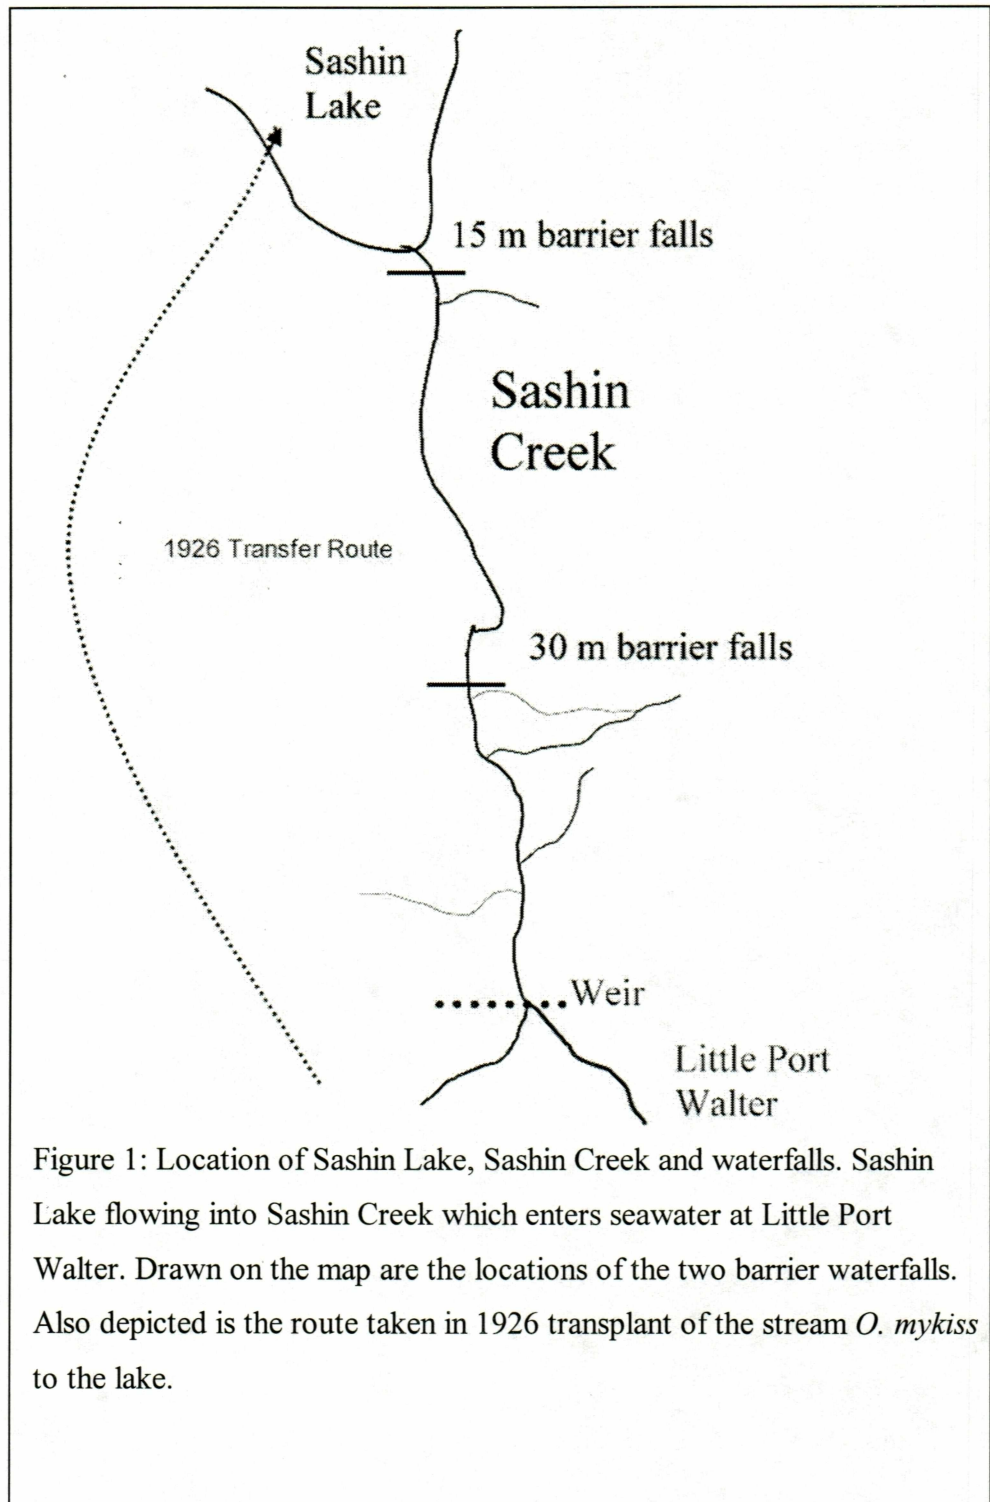 Sashin
Lake
15 m barrier falls
Sashin
Creek
1926 Transfer Route
30 m barrier falls
Weir
Little Port
Walter
Figure 1: Location of Sashin Lake, Sashin Creek and waterfalls. Sashin
Lake flowing into Sashin Creek which enters seawater at Little Port
Walter. Drawn on the map are the locations of the two barrier waterfalls.
Also depicted is the route taken in 1926 transplant of the stream O. mykiss
to the lake.